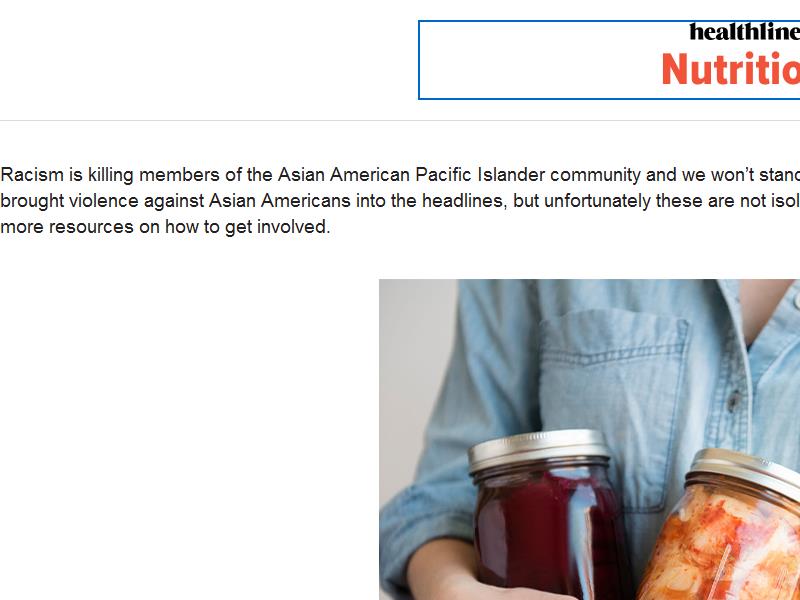 healthline
Nutritio
Racism is killing members of the Asian American Pacific Islander community and we won’t stand
brought violence against Asian Americans into the headlines, but unfortunately these are not isol
more resources on how to get involved.